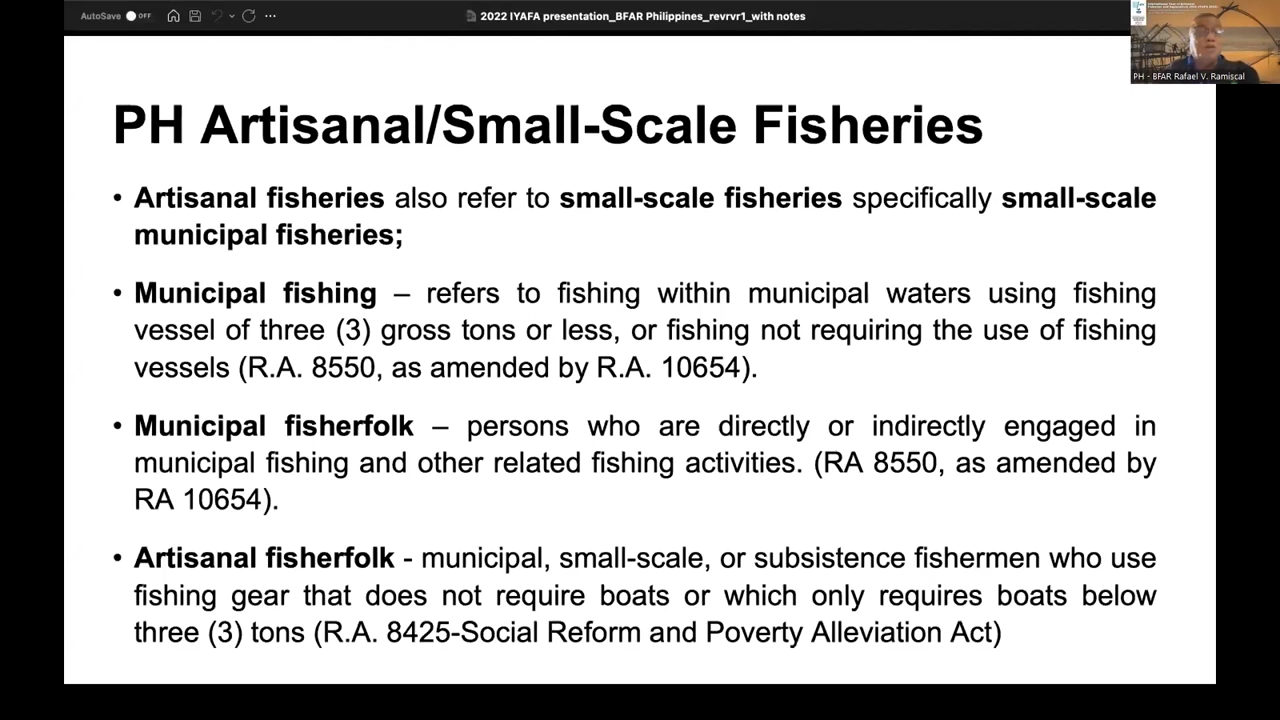 AutoSave OFF
2022 IYAFA presentation_BFAR Philippines_revrvr1_with notes
PH - BFAR Rafael V. Ramiscal
PH Artisanal/Small-Scale Fisheries
• Artisanal fisheries also refer to small-scale fisheries specifically small-scale
municipal fisheries;
• Municipal fishing – refers to fishing within municipal waters using fishing
vessel of three (3) gross tons or less, or fishing not requiring the use of fishing
vessels (R.A. 8550, as amended by R.A. 10654).
• Municipal fisherfolk – persons who are directly or indirectly engaged in
municipal fishing and other related fishing activities. (RA 8550, as amended by
RA 10654).
• Artisanal fisherfolk - municipal, small-scale, or subsistence fishermen who use
fishing gear that does not require boats or which only requires boats below
three (3) tons (R.A. 8425-Social Reform and Poverty Alleviation Act)